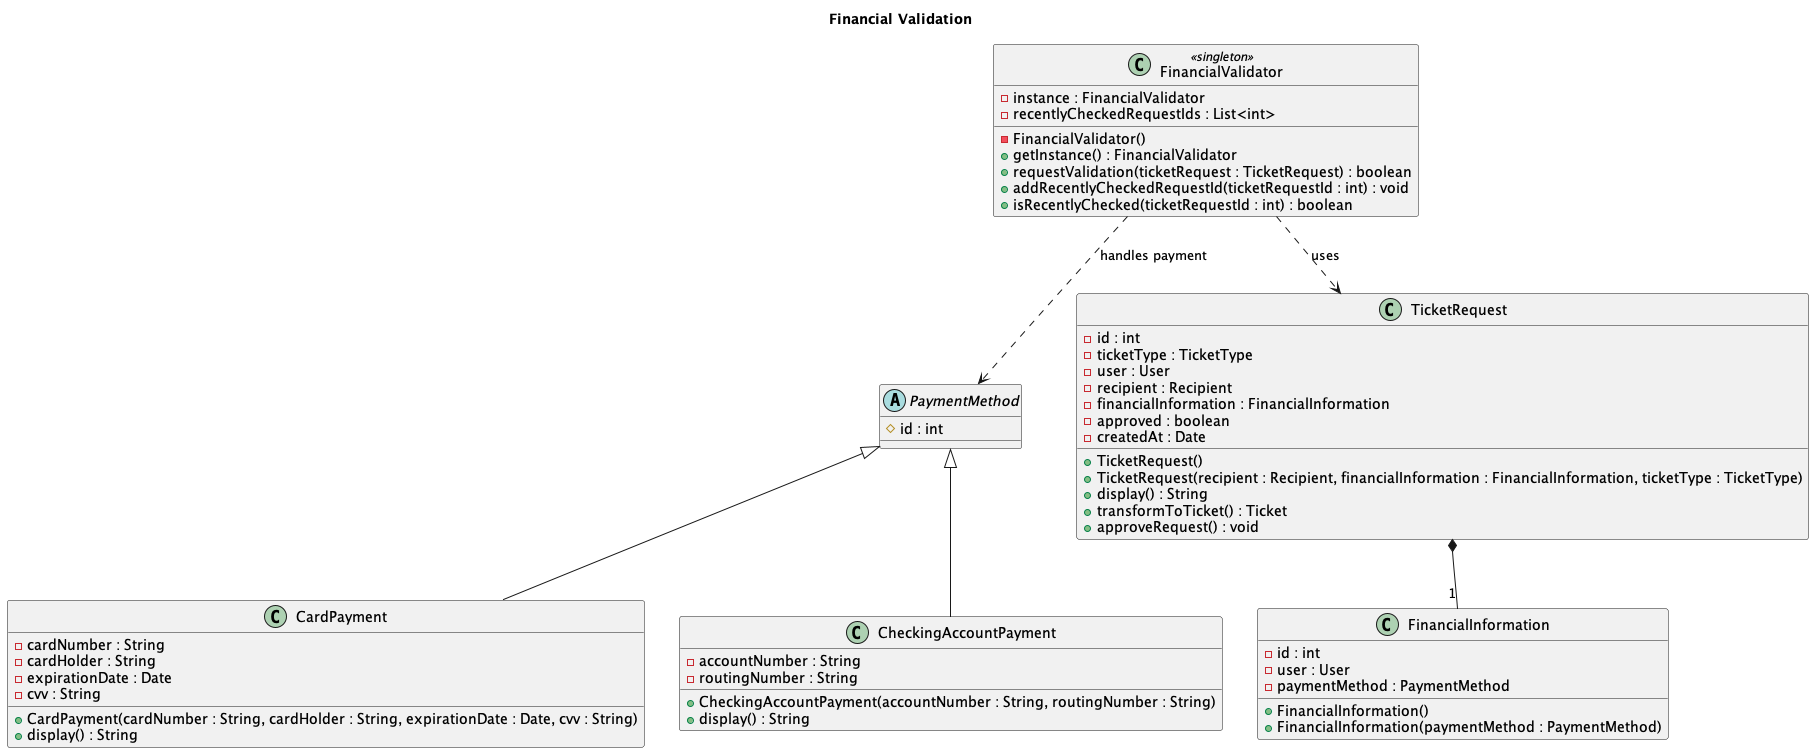 Financial Validation
«singleton»
C FinancialValidator
instance : FinancialValidator
recentlyCheckedRequestIds : List<int>
FinancialValidator()
getInstance() : FinancialValidator
requestValidation(ticketRequest : TicketRequest) : boolean
addRecentlyCheckedRequestId(ticketRequestId : int) : void
isRecentlyChecked(ticketRequestId : int) : boolean
handles payment
uses
C TicketRequest
id : int
ticketType : TicketType
user : User
recipient : Recipient
financialInformation : FinancialInformation
approved : boolean
createdAt : Date
TicketRequest()
TicketRequest(recipient : Recipient, financialInformation : FinancialInformation, ticketType : TicketType)
display() : String
transformToTicket() : Ticket
approveRequest() : void
A PaymentMethod
id : int
1
C CardPayment
cardNumber : String
cardHolder : String
expirationDate : Date
cvv : String
CardPayment(cardNumber : String, cardHolder : String, expirationDate : Date, cvv : String)
display() : String
C CheckingAccountPayment
accountNumber : String
routingNumber : String
CheckingAccountPayment(accountNumber : String, routingNumber : String)
display() : String
C FinancialInformation
id : int
user : User
paymentMethod : PaymentMethod
FinancialInformation()
FinancialInformation(paymentMethod : PaymentMethod)